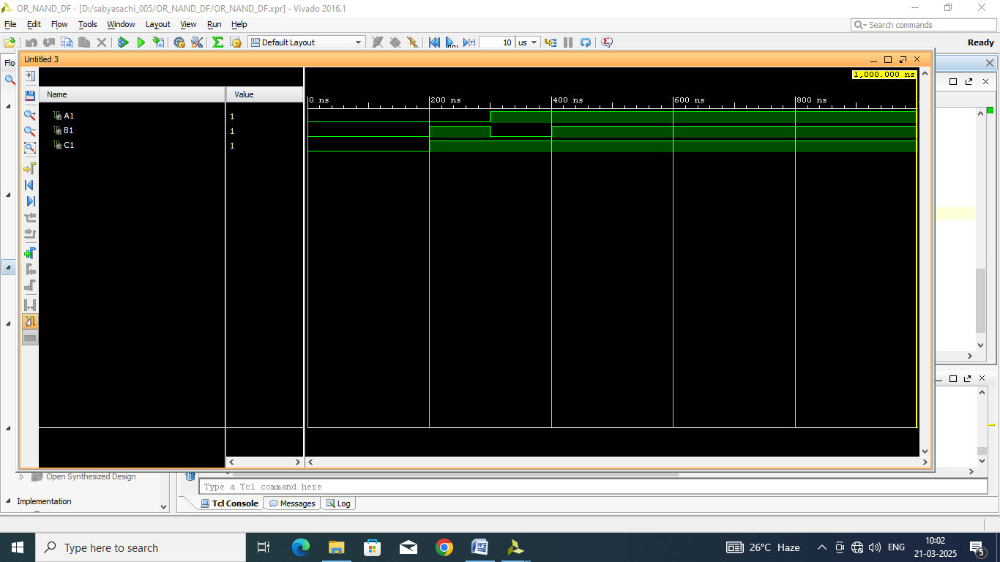 OR_NAND_DF - [D:/sabyasachi_005/OR_NAND_DF/OR_NAND_DF.xpr] - Vivado 2016.1
File Edit Flow Tools Window Layout View Run Help
Search commands
Default Layout 10 us Ready
Flo
Untitled 3
1,000.000 ns
Name Value 0 ns 200 ns 400 ns 600 ns 800 ns
A1 1
B1 1
C1 1
Open Synthesized Design
Type a Tcl command here
Implementation
Tcl Console Messages Log
Type here to search
26°C Haze
ENG
10:02
21-03-2025
5